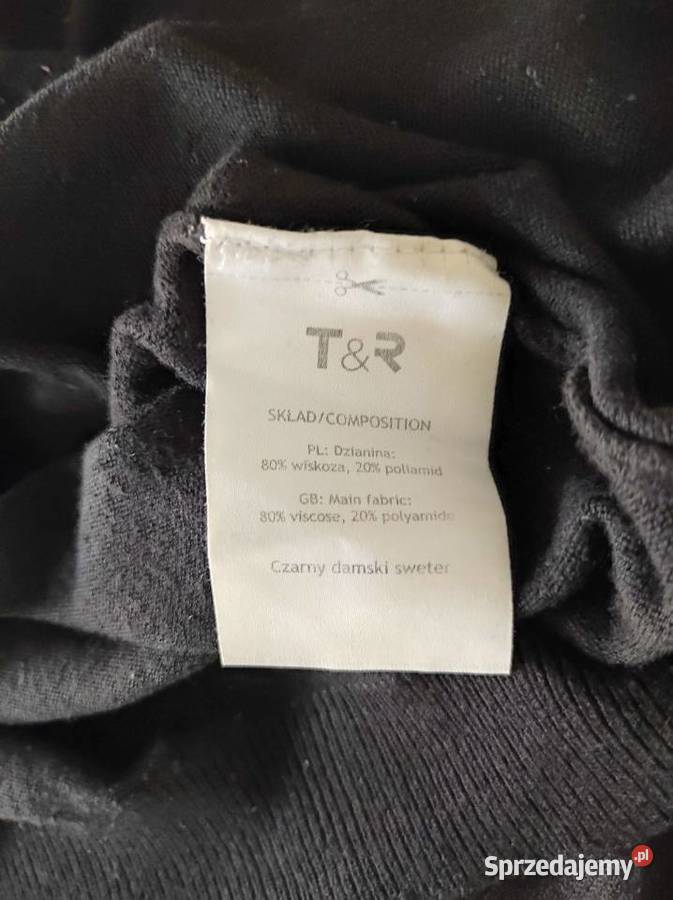 T&R
SKŁAD/COMPOSITION
PL: Dzianina:
80% wiskoza, 20% poliamid
GB: Main fabric:
80% viscose, 20% polyamide
Czarny damski sweter
Sprzedajemy.pl